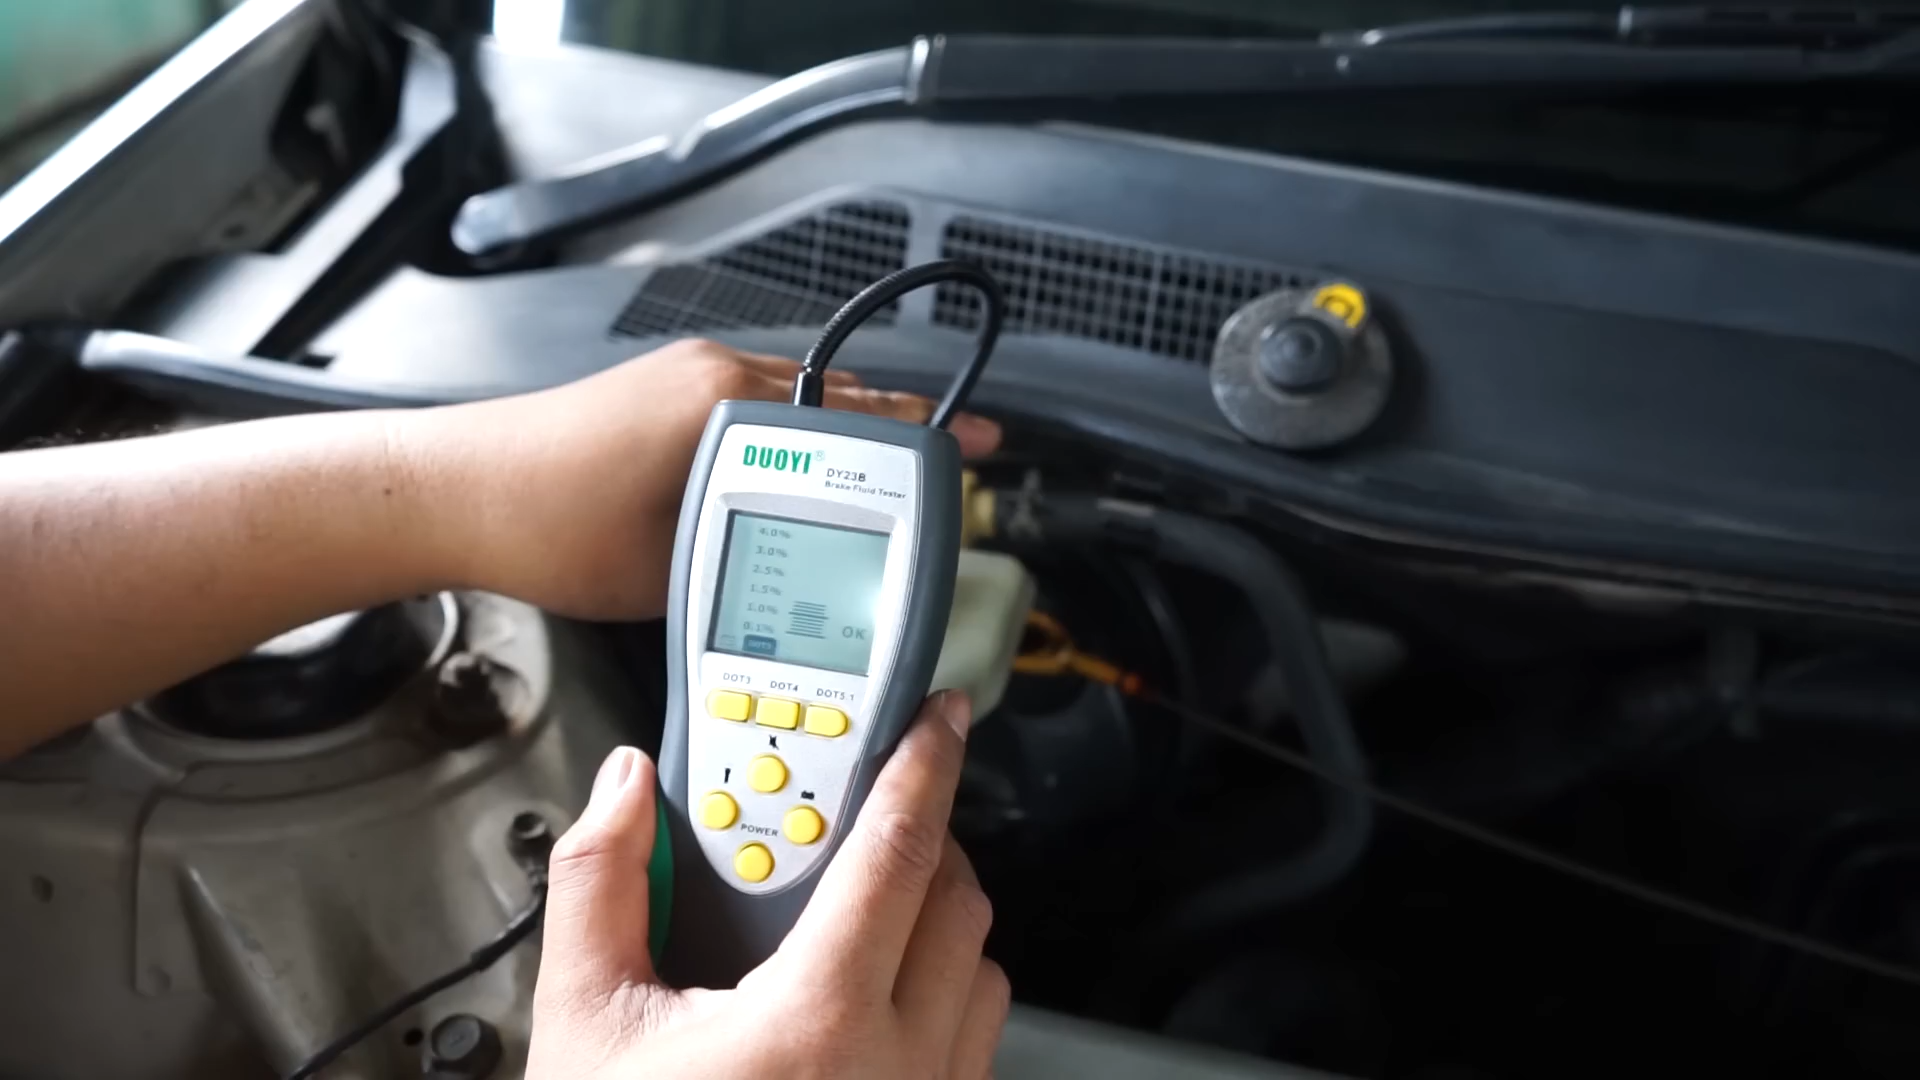 DUOYI®
DY23B
Brake Fluid Tester
4.0%
3.0%
2.5%
1.5%
1.0%
0.1%
OK
DOT3
DOT3 DOT4 DOT5.1
POWER